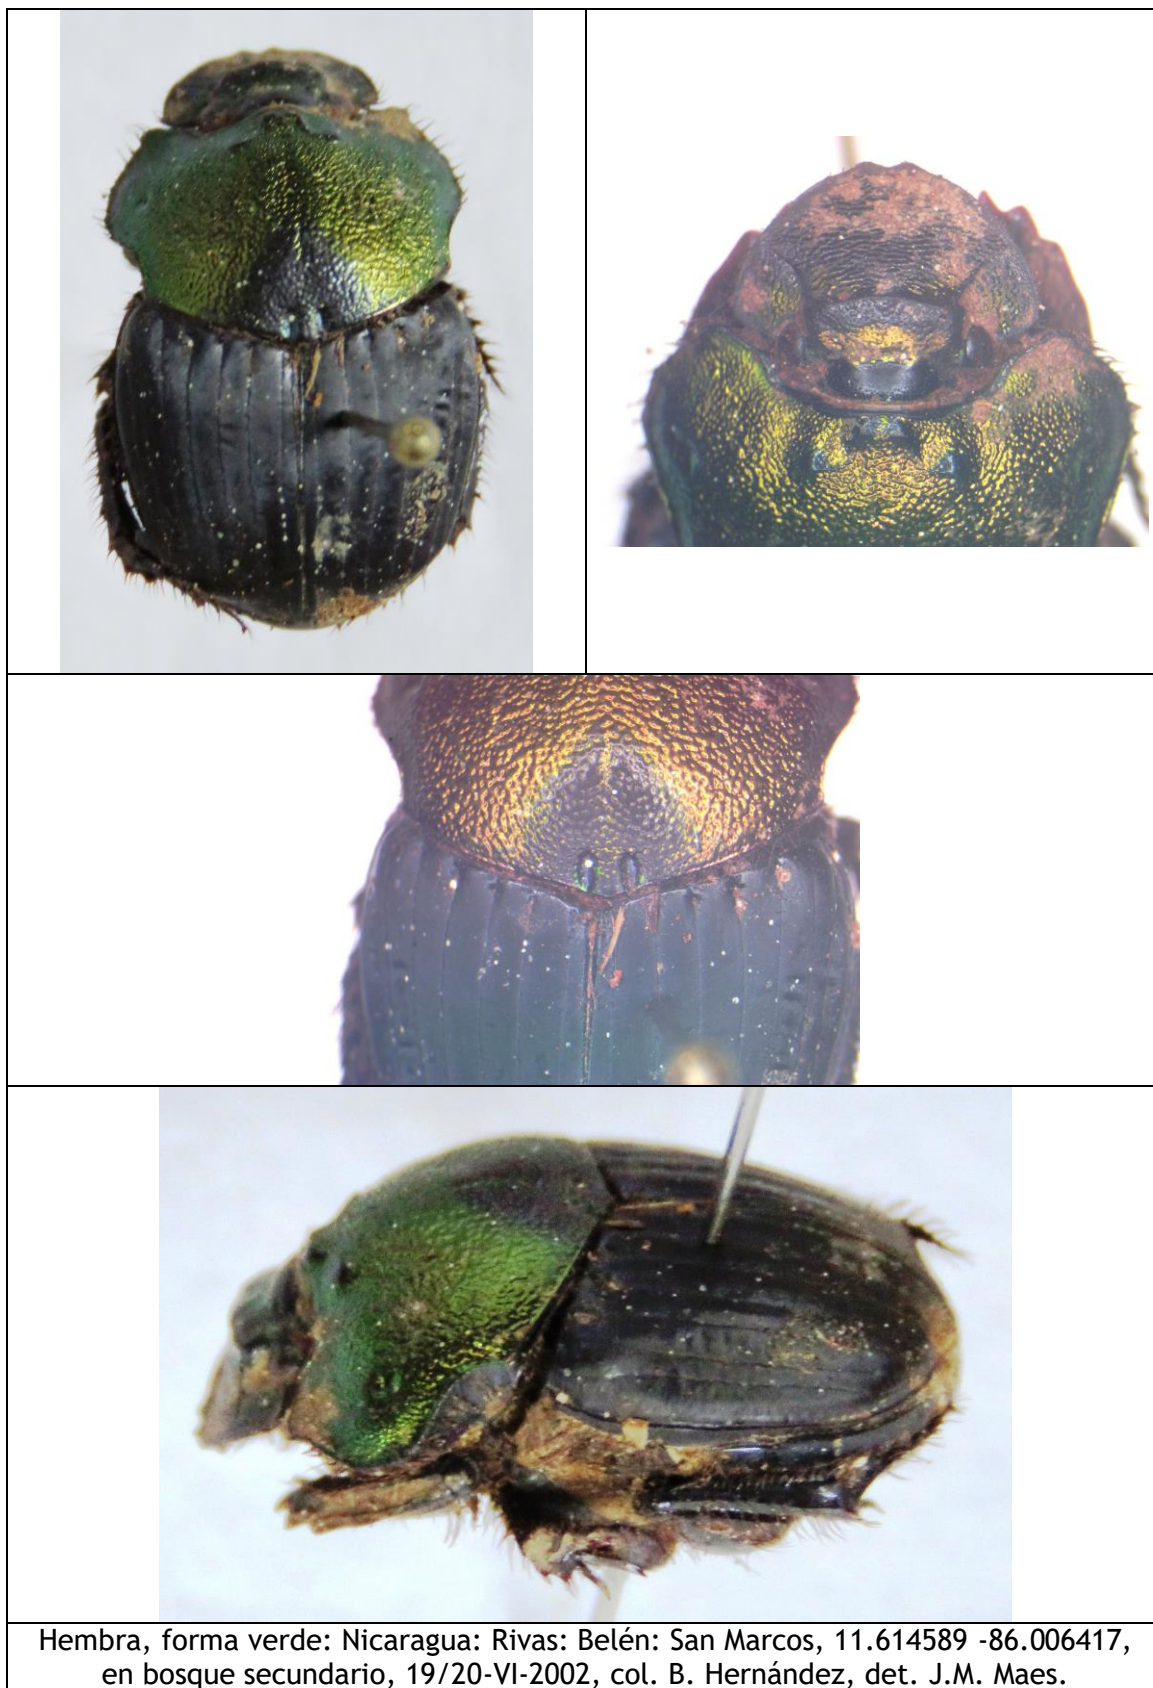 Hembra, forma verde: Nicaragua: Rivas: Belén: San Marcos, 11.614589 -86.006417,
en bosque secundario, 19/20-VI-2002, col. B. Hernández, det. J.M. Maes.